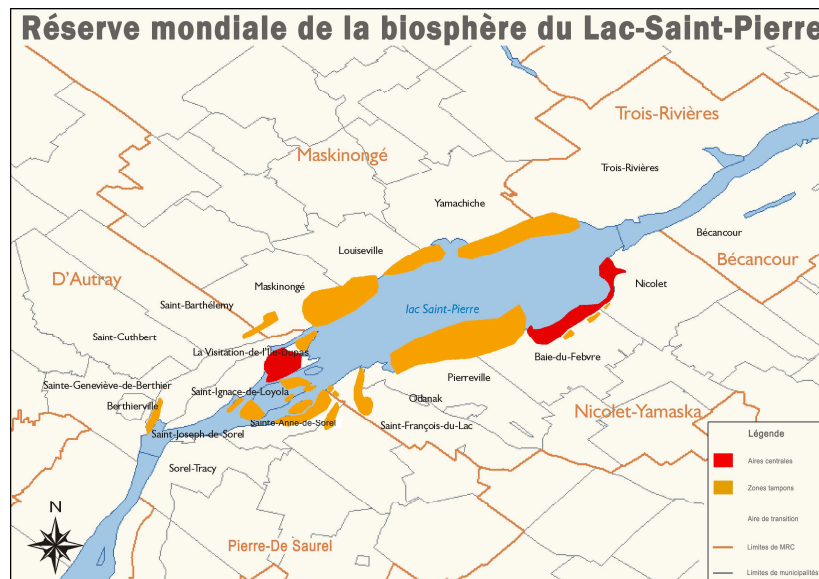 Réserve mondiale de la biosphère du Lac-Saint-Pierre
Trois-Rivières
Maskinongé
Trois-Rivières
Yamachiche
Bécancour
Louiseville
Bécancour
D'Autray
Nicolet
Maskinongé
Saint-Barthélemy
lac Saint-Pierre
Saint-Cuthbert
La Visitation-de-l'Île-Dupas
Baie-du-Febvre
Pierreville
Sainte-Geneviève-de-Berthier
Saint-Ignace-de-Loyola
Odanak
Berthierville
Nicolet-Yamaska
Sainte-Anne-de-Sorel
Saint-François-du-Lac
Saint-Joseph-de-Sorel
Sorel-Tracy
Pierre-De Saurel
N
Légende
Aires centrales
Zones tampons
Aire de transition
Limites de MRC
Limites de municipalités